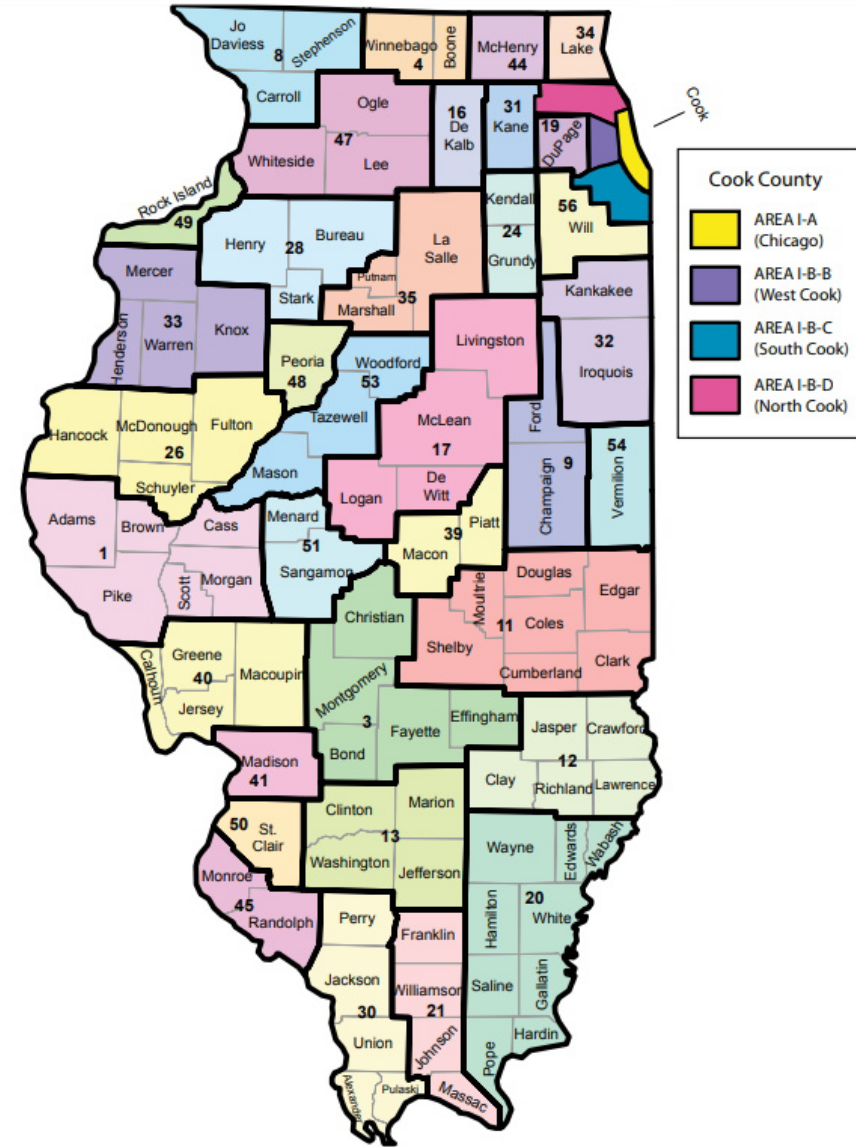 Jo
Daviess
8
Stephenson
Winnebago
4
Boone
McHenry
44
34
Lake
Carroll
Ogle
47
Whiteside
Lee
16
De
Kalb
31
Kane
19
DuPage
Cook
Rock Island
49
Kendall
24
Grundy
56
Will
Henry
28
Bureau
Stark
La
Salle
Putnam
35
Marshall
Mercer
33
Henderson
Warren
Knox
Kankakee
32
Iroquois
Peoria
48
Woodford
53
Tazewell
Mason
Livingston
McLean
17
Logan
De
Witt
Ford
Champaign
9
54
Vermilion
Hancock
McDonough
26
Fulton
Schuyler
Adams
1
Brown
Cass
Pike
Scott
Morgan
Menard
51
Sangamon
39
Macon
Piatt
Christian
Montgomery
3
Bond
Fayette
Effingham
Moultrie
11
Shelby
Douglas
Coles
Edgar
Cumberland
Clark
Calhoun
Greene
40
Jersey
Macoupin
Madison
41
Jasper
Crawford
12
Clay
Richland
Lawrence
50
St.
Clair
Clinton
13
Washington
Marion
Jefferson
Monroe
45
Randolph
Wayne
Edwards
Wabash
20
Hamilton
White
Saline
Gallatin
Pope
Hardin
Perry
Jackson
30
Union
Alexander
Pulaski
Franklin
Williamson
21
Johnson
Massac
Cook County
AREA I-A
(Chicago)
AREA I-B-B
(West Cook)
AREA I-B-C
(South Cook)
AREA I-B-D
(North Cook)